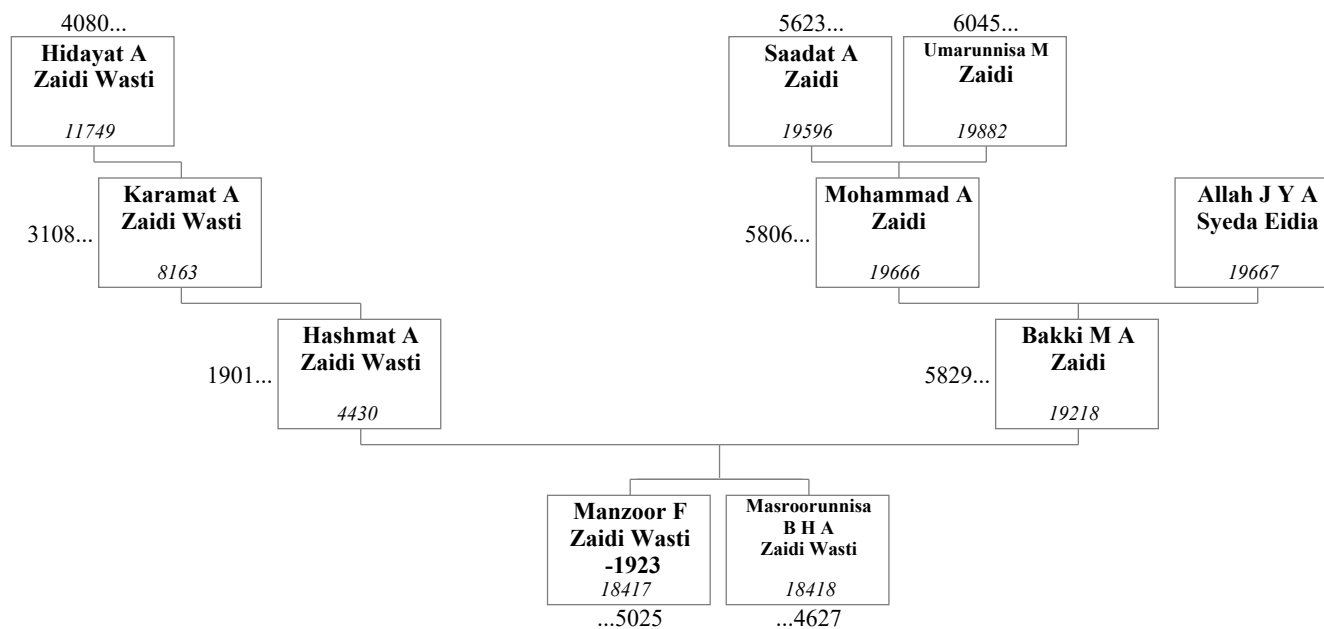 4080...
Hidayat A
Zaidi Wasti
11749
5623...
Saadat A
Zaidi
19596
6045...
Umarunnisa M
Zaidi
19882
3108...
Karamat A
Zaidi Wasti
8163
5806...
Mohammad A
Zaidi
19666
Allah J Y A
Syeda Eidia
19667
1901...
Hashmat A
Zaidi Wasti
4430
5829...
Bakki M A
Zaidi
19218
Manzoor F
Zaidi Wasti
-1923
18417
...5025
Masroorunnisa
B H A
Zaidi Wasti
18418
...4627